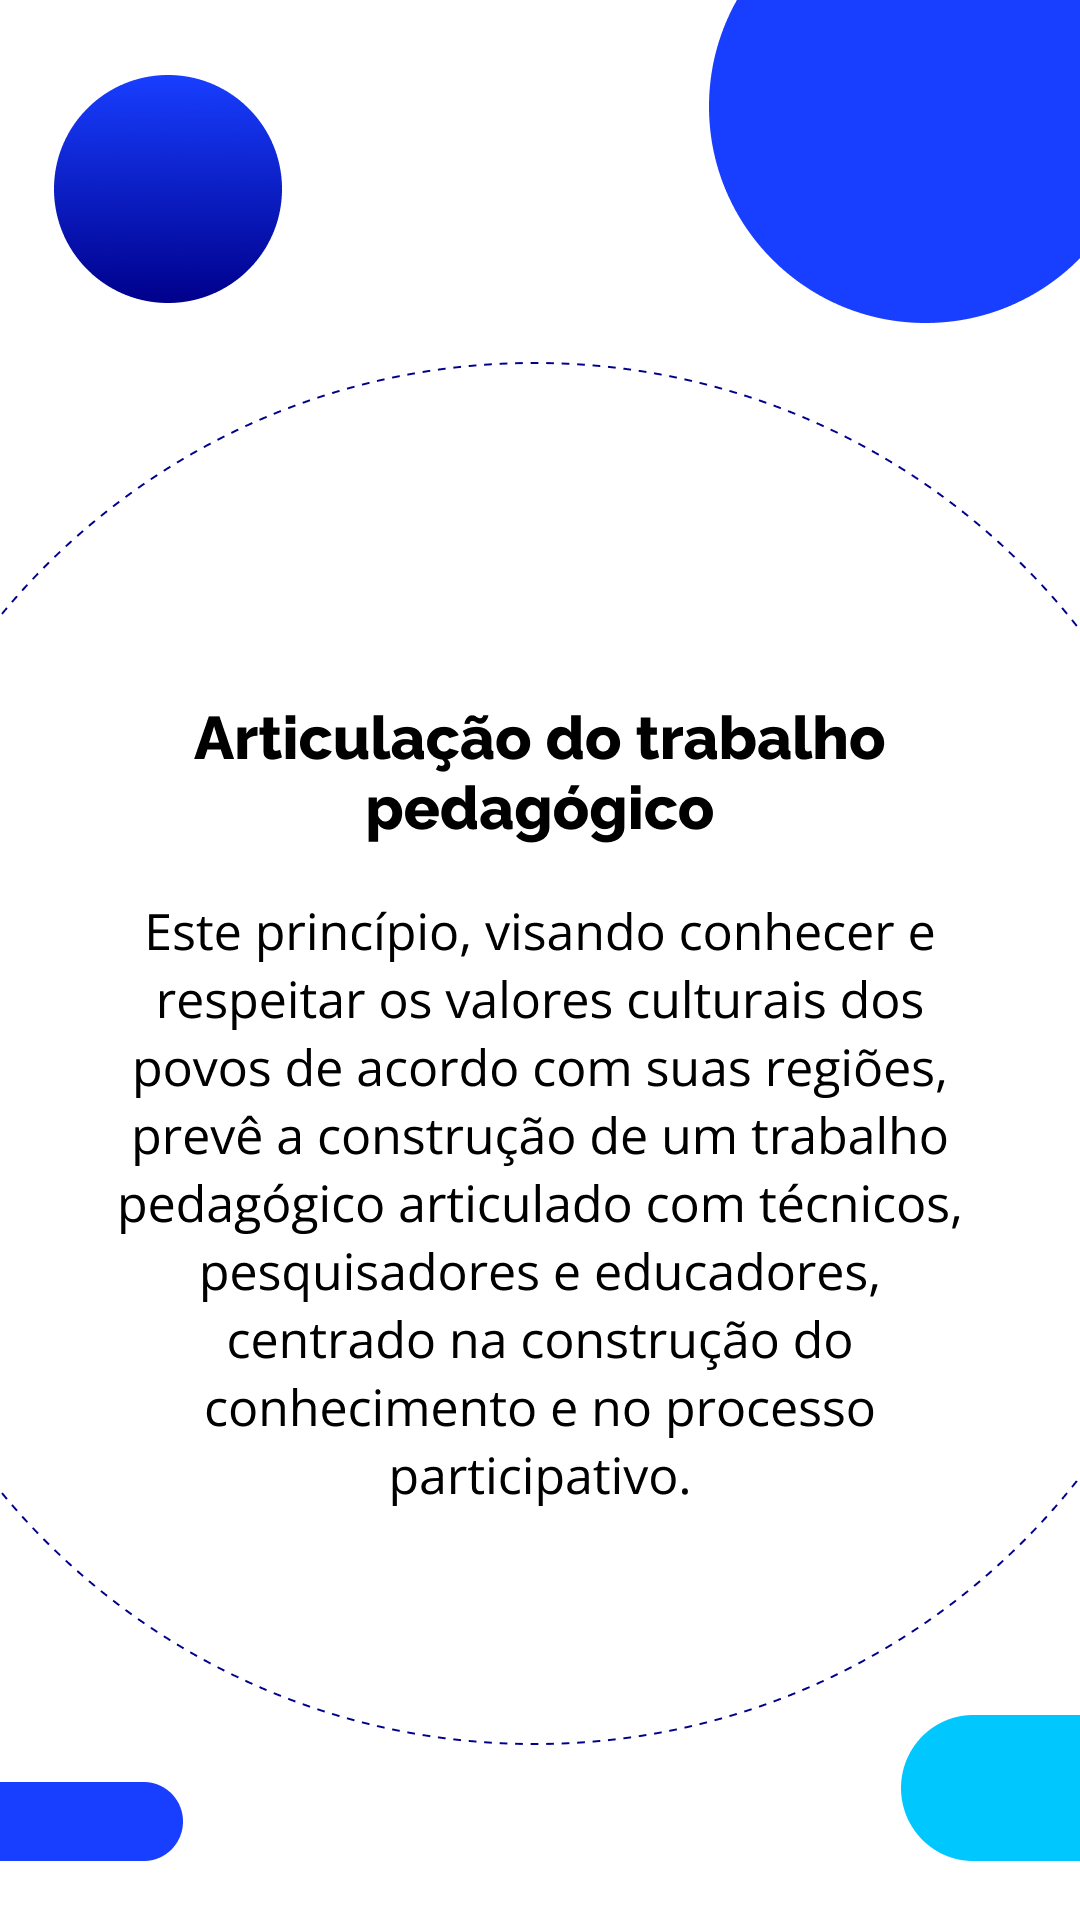 Articulação do trabalho
pedagógico
Este princípio, visando conhecer e
respeitar os valores culturais dos
povos de acordo com suas regiões,
prevê a construção de um trabalho
pedagógico articulado com técnicos,
pesquisadores e educadores,
centrado na construção do
conhecimento e no processo
participativo.